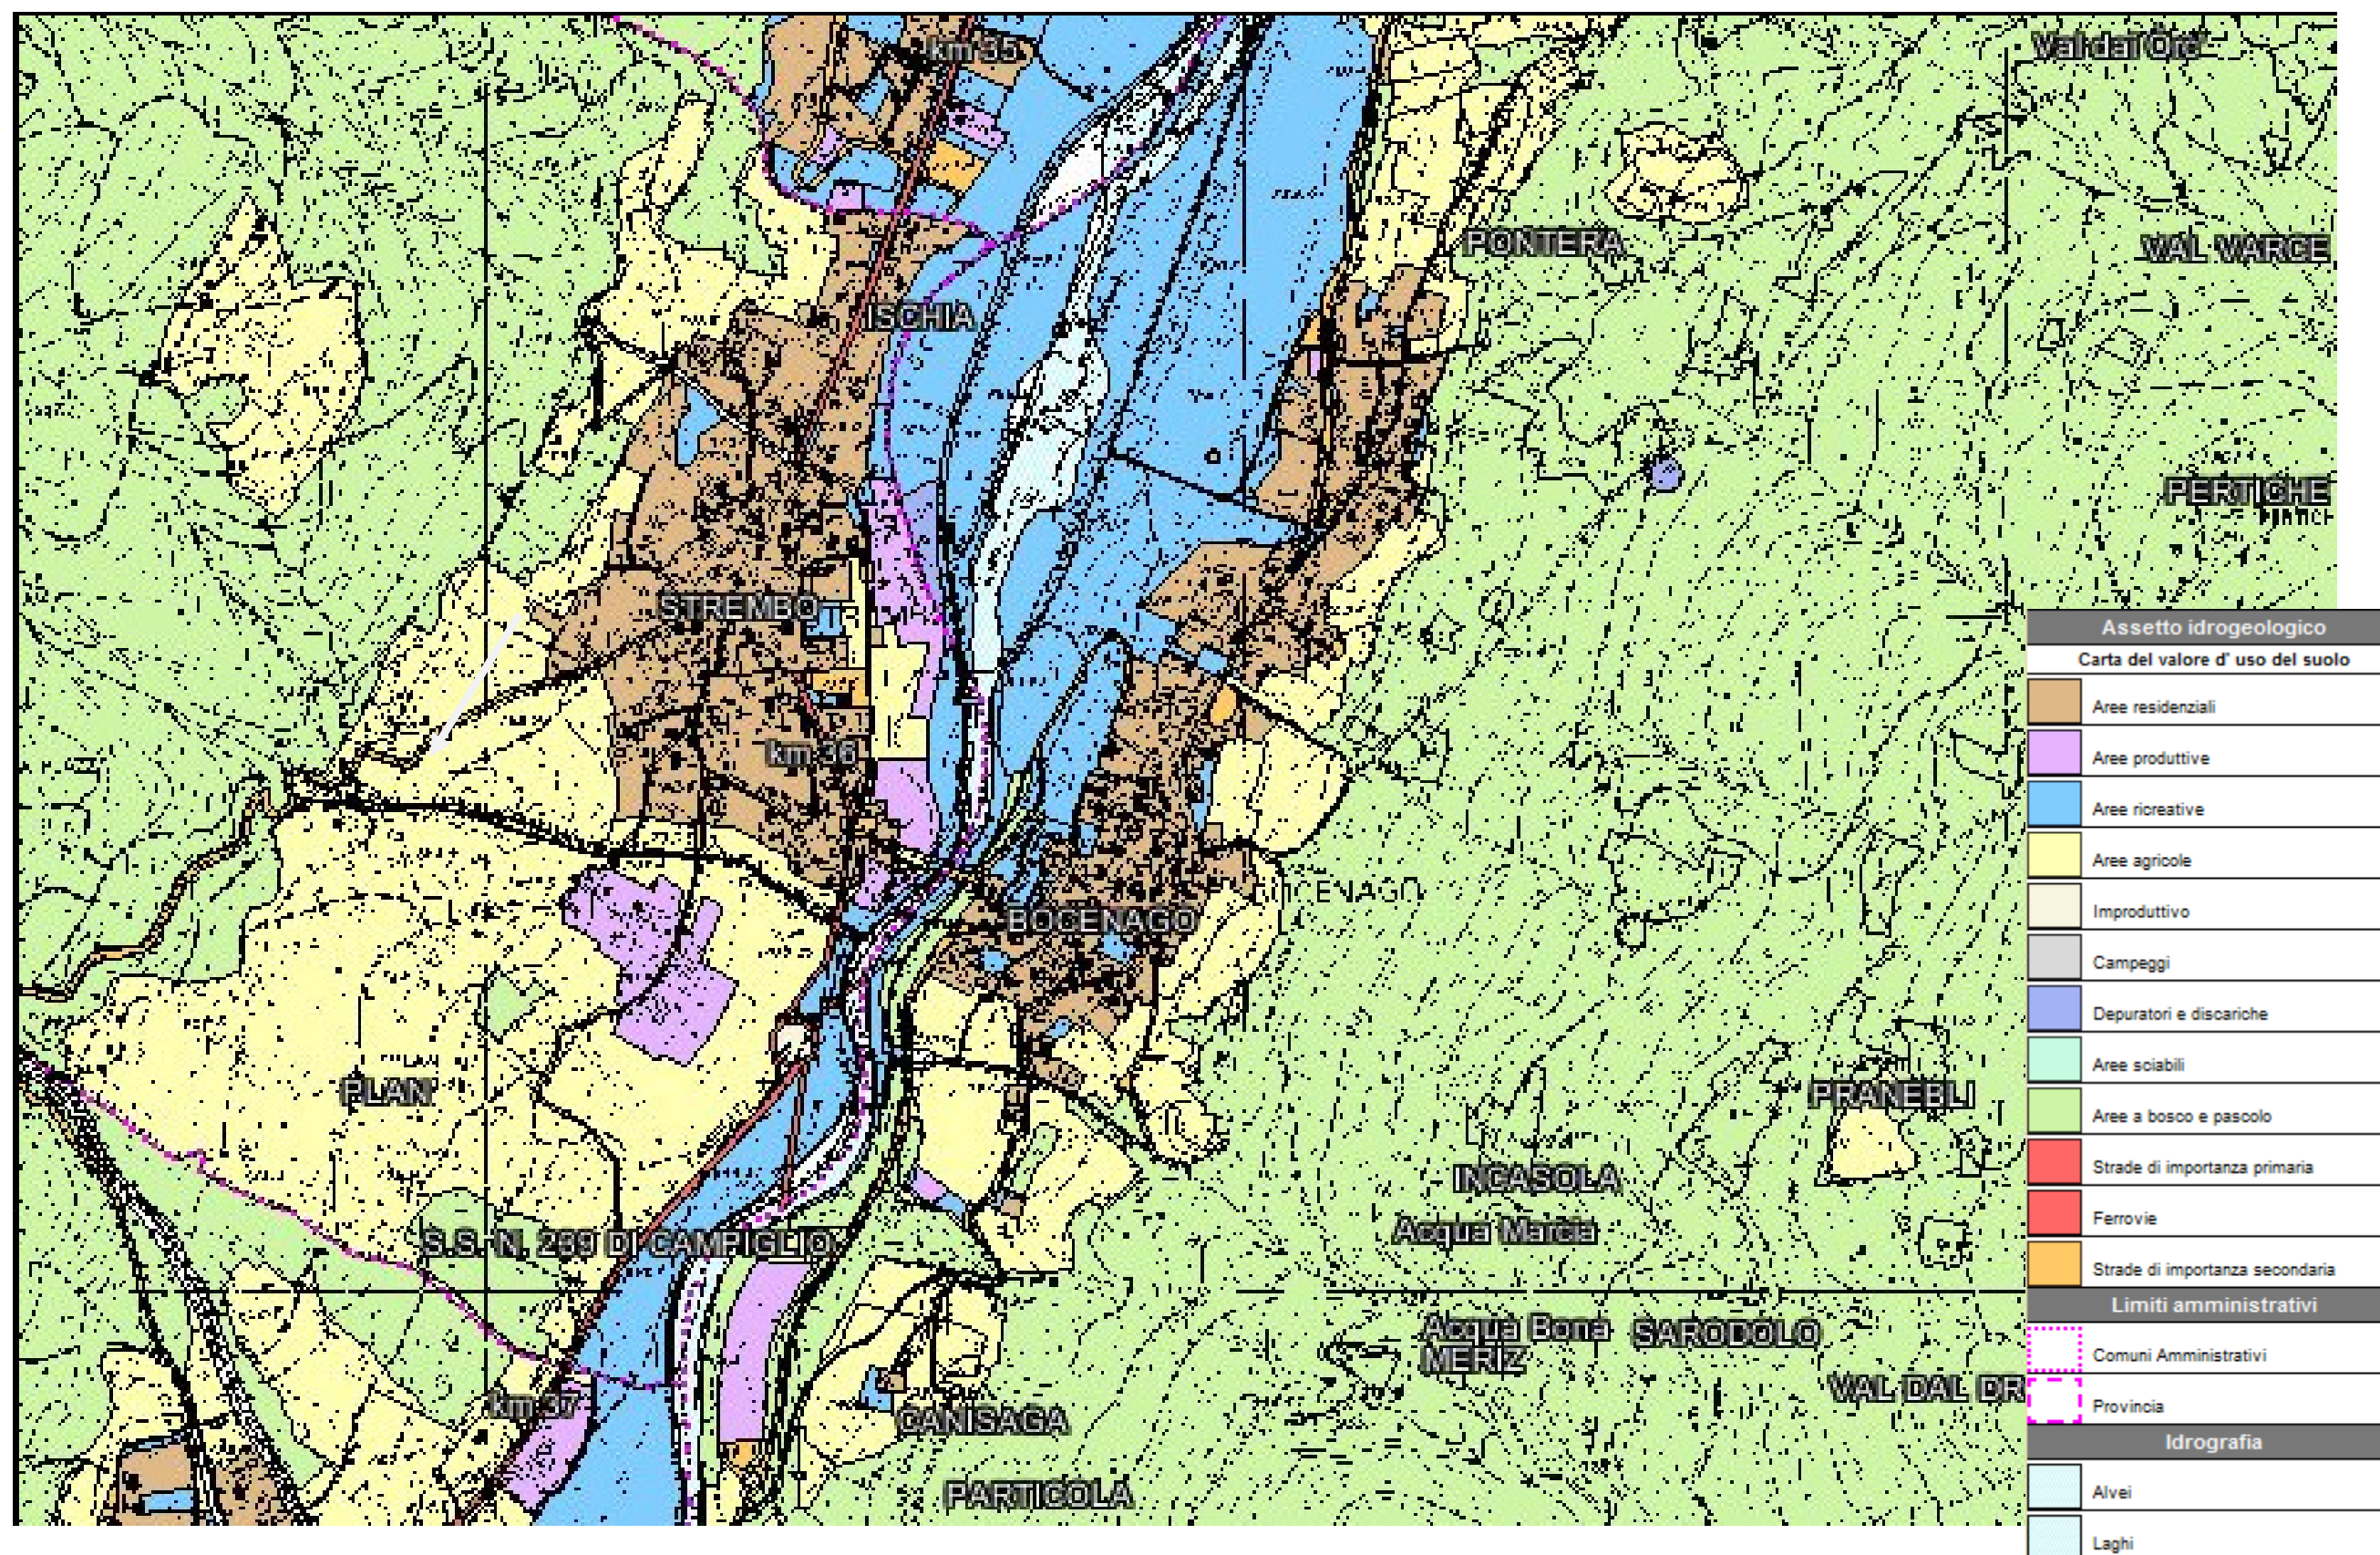 km 35
Val dal Orc
PONTERA
VAL VARCE
ISCHIA
PERTICHE
STREMBO
km 36
BOCENAGO
PLAN
PRANEBLI
INCASOLA
Acqua Marcia
S.S. N. 239 DI CAMPIGLIO
Acqua Bona
SARODOLO
MERIZ
VAL DAL OR
km 37
CANISAGA
PARTICOLA
Assetto idrogeologico
Carta del valore d' uso del suolo
Aree residenziali
Aree produttive
Aree ricreative
Aree agricole
Improduttivo
Campeggi
Depuratori e discariche
Aree sciabili
Aree a bosco e pascolo
Strade di importanza primaria
Ferrovie
Strade di importanza secondaria
Limiti amministrativi
Comuni Amministrativi
Provincia
Idrografia
Alvei
Laghi